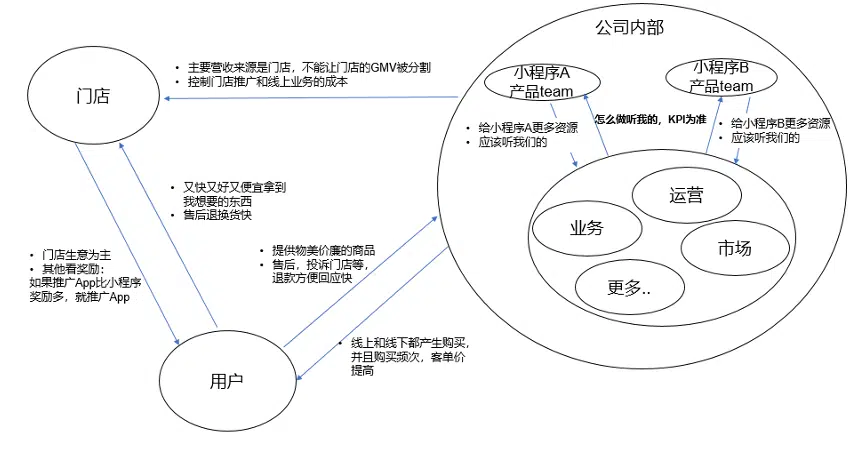 公司内部
门店
• 主要营收来源是门店，不能让门店的GMV被分割
• 控制门店推广和线上业务的成本
小程序A
产品team
小程序B
产品team
• 给小程序A更多资源
• 应该听我们的
怎么做听我的，KPI为准
• 给小程序B更多资源
• 应该听我们的
运营
业务
市场
更多..
• 又快又好又便宜拿到
我想要的东西
• 售后退换货快
• 门店生意为主
• 其他看奖励：
如果推广App比小程序
奖励多，就推广App
• 提供物美价廉的商品
• 售后，投诉门店等，
退款方便回应快
• 线上和线下都产生购买，
并且购买频次，客单价
提高
用户